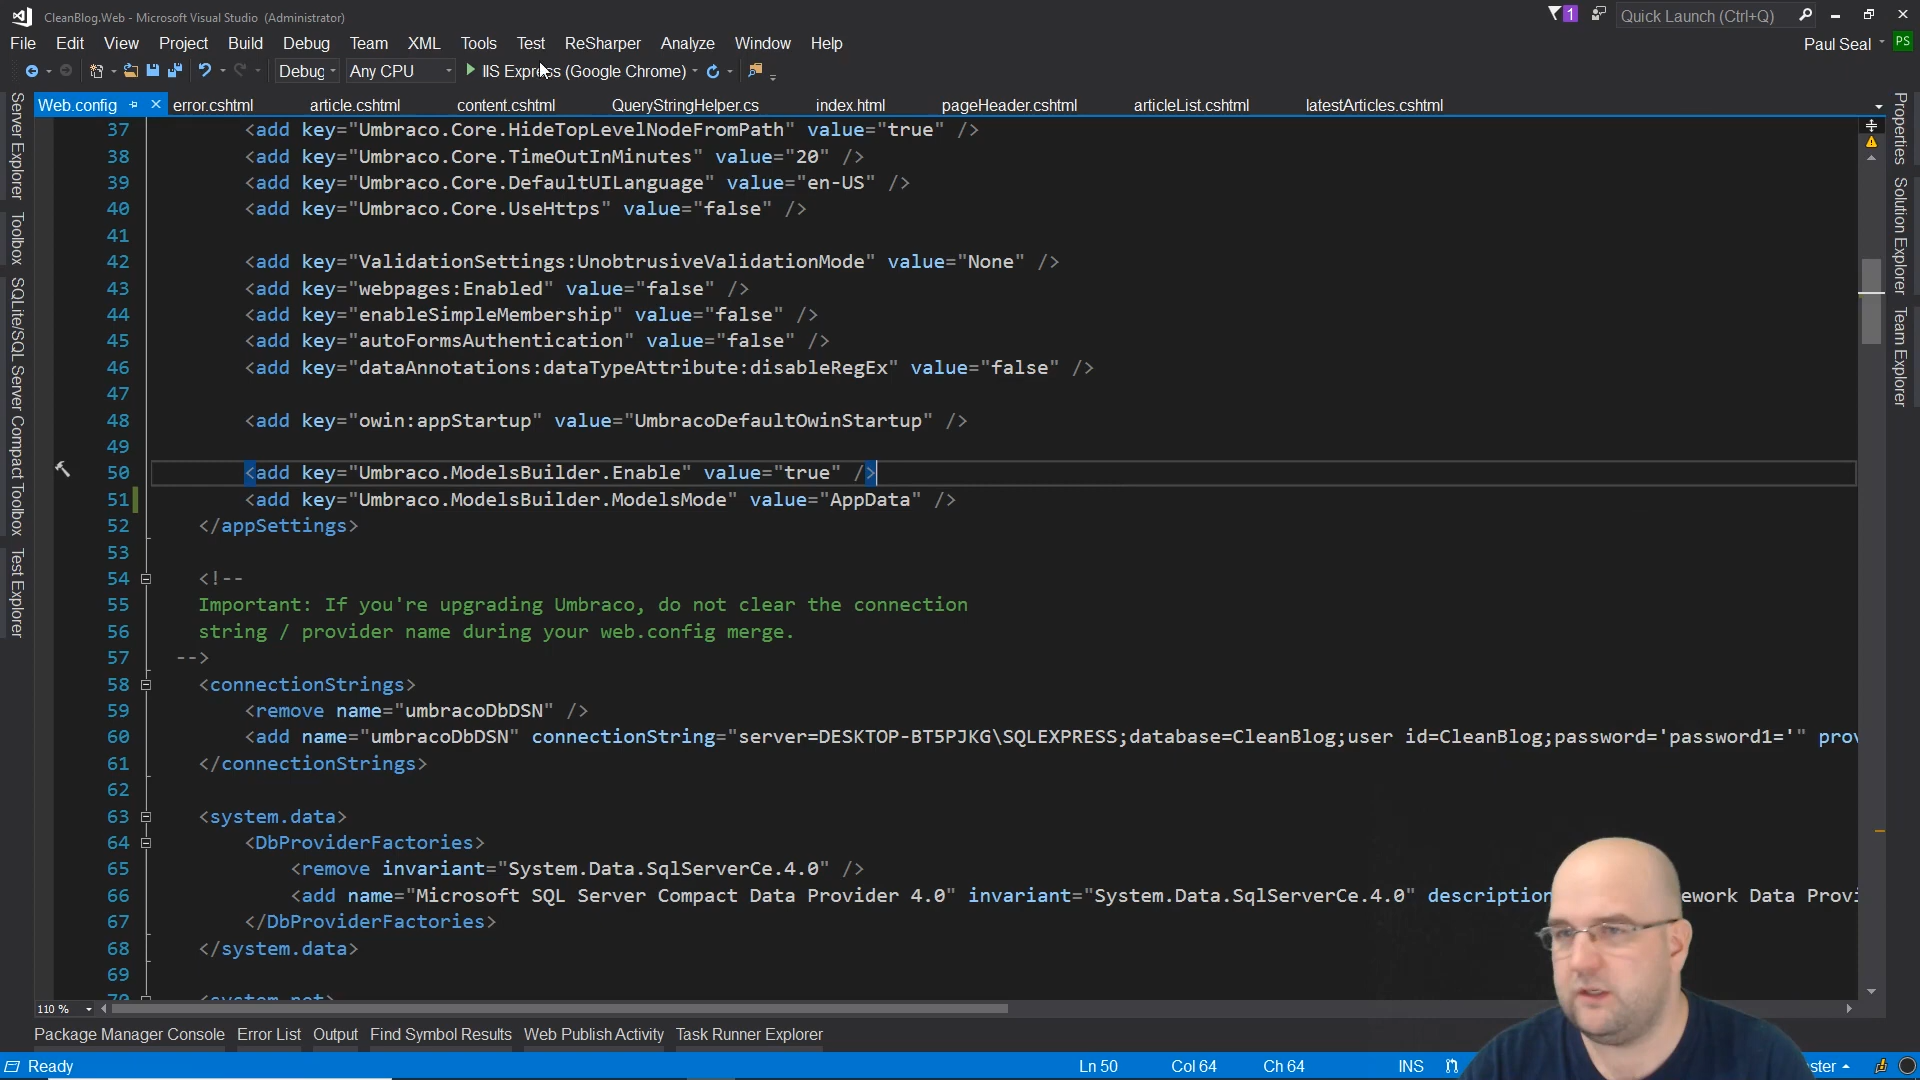 CleanBlog.Web - Microsoft Visual Studio (Administrator)
1
Quick Launch (Ctrl+Q)
File Edit View Project Build Debug Team XML Tools Test ReSharper Analyze Window Help
Paul Seal PS
Debug Any CPU IIS Express (Google Chrome)
Web.config error.cshtml article.cshtml content.cshtml QueryStringHelper.cs index.html pageHeader.cshtml articleList.cshtml latestArticles.cshtml
Server Explorer
Toolbox
SQLite/SQL Server Compact Toolbox
Test Explorer
37 <add key="Umbraco.Core.HideTopLevelNodeFromPath" value="true" />
38 <add key="Umbraco.Core.TimeOutInMinutes" value="20" />
39 <add key="Umbraco.Core.DefaultUILanguage" value="en-US" />
40 <add key="Umbraco.Core.UseHttps" value="false" />
41
42 <add key="ValidationSettings:UnobtrusiveValidationMode" value="None" />
43 <add key="webpages:Enabled" value="false" />
44 <add key="enableSimpleMembership" value="false" />
45 <add key="autoFormsAuthentication" value="false" />
46 <add key="dataAnnotations:dataTypeAttribute:disableRegEx" value="false" />
47
48 <add key="owin:appStartup" value="UmbracoDefaultOwinStartup" />
49
50 <add key="Umbraco.ModelsBuilder.Enable" value="true" />
51 <add key="Umbraco.ModelsBuilder.ModelsMode" value="AppData" />
52 </appSettings>
53
54 <!--
55 Important: If you're upgrading Umbraco, do not clear the connection
56 string / provider name during your web.config merge.
57 -->
58 <connectionStrings>
59 <remove name="umbracoDbDSN" />
60 <add name="umbracoDbDSN" connectionString="server=DESKTOP-BT5PJKG\SQLEXPRESS;database=CleanBlog;user id=CleanBlog;password='password1='" prov
61 </connectionStrings>
62
63 <system.data>
64 <DbProviderFactories>
65 <remove invariant="System.Data.SqlServerCe.4.0" />
66 <add name="Microsoft SQL Server Compact Data Provider 4.0" invariant="System.Data.SqlServerCe.4.0" description ework Data Provi
67 </DbProviderFactories>
68 </system.data>
69
70 <system.net>
Properties
Solution Explorer
Team Explorer
110 %
Package Manager Console Error List Output Find Symbol Results Web Publish Activity Task Runner Explorer
Ready Ln 50 Col 64 Ch 64 INS ster